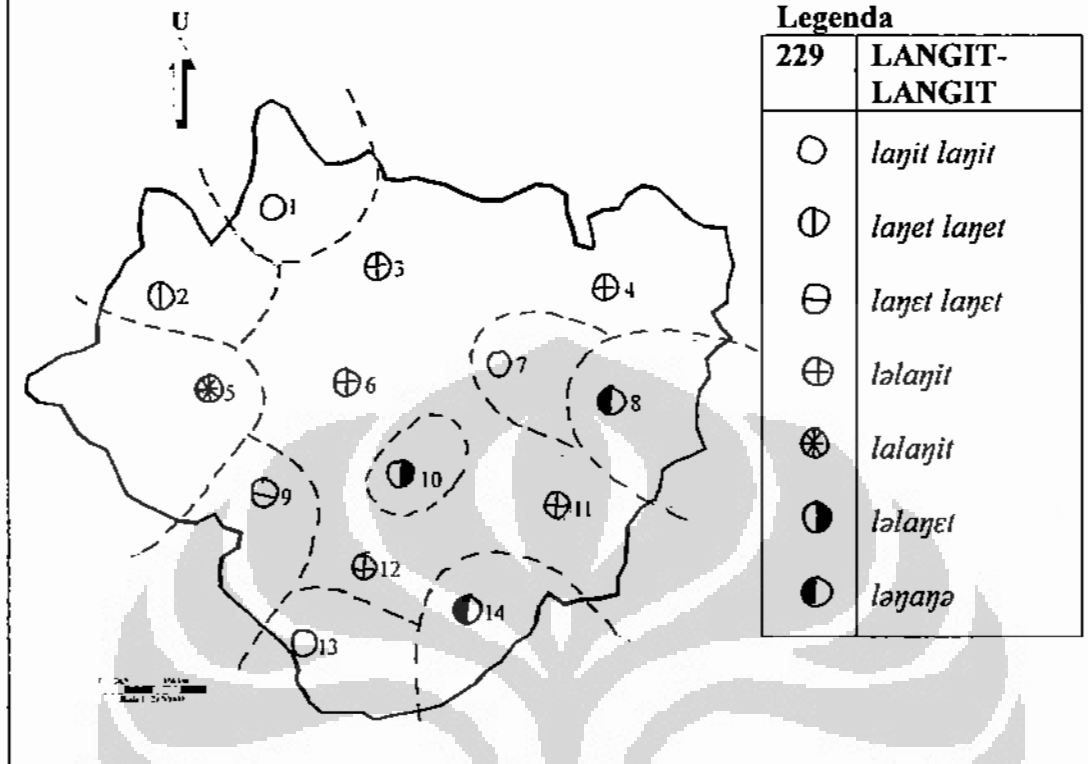 U
1
2
3
4
5
6
7
8
9
10
11
12
13
14
Legenda
229 LANGIT-
LANGIT
laŋit laŋit
laŋet laŋet
laŋɛt laŋɛt
ləlaŋit
lalaŋit
ləlaŋɛt
ləŋaŋə